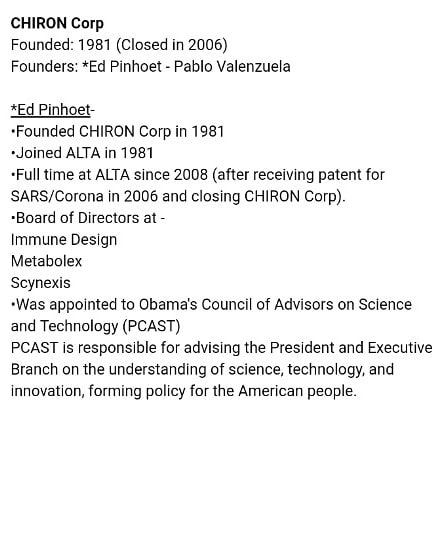 CHIRON Corp
Founded: 1981 (Closed in 2006)
Founders: *Ed Pinhoet - Pablo Valenzuela
*Ed Pinhoet-
•Founded CHIRON Corp in 1981
•Joined ALTA in 1981
•Full time at ALTA since 2008 (after receiving patent for
SARS/Corona in 2006 and closing CHIRON Corp).
•Board of Directors at -
Immune Design
Metabolex
Scynexis
•Was appointed to Obama's Council of Advisors on Science
and Technology (PCAST)
PCAST is responsible for advising the President and Executive
Branch on the understanding of science, technology, and
innovation, forming policy for the American people.